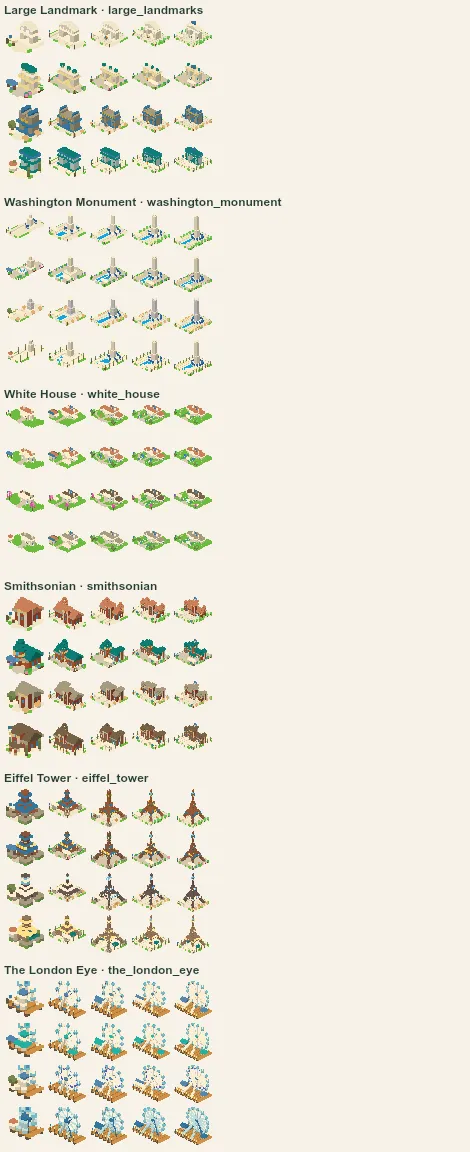 Large Landmark · large_landmarks
Washington Monument · washington_monument
White House · white_house
Smithsonian · smithsonian
Eiffel Tower · eiffel_tower
The London Eye · the_london_eye